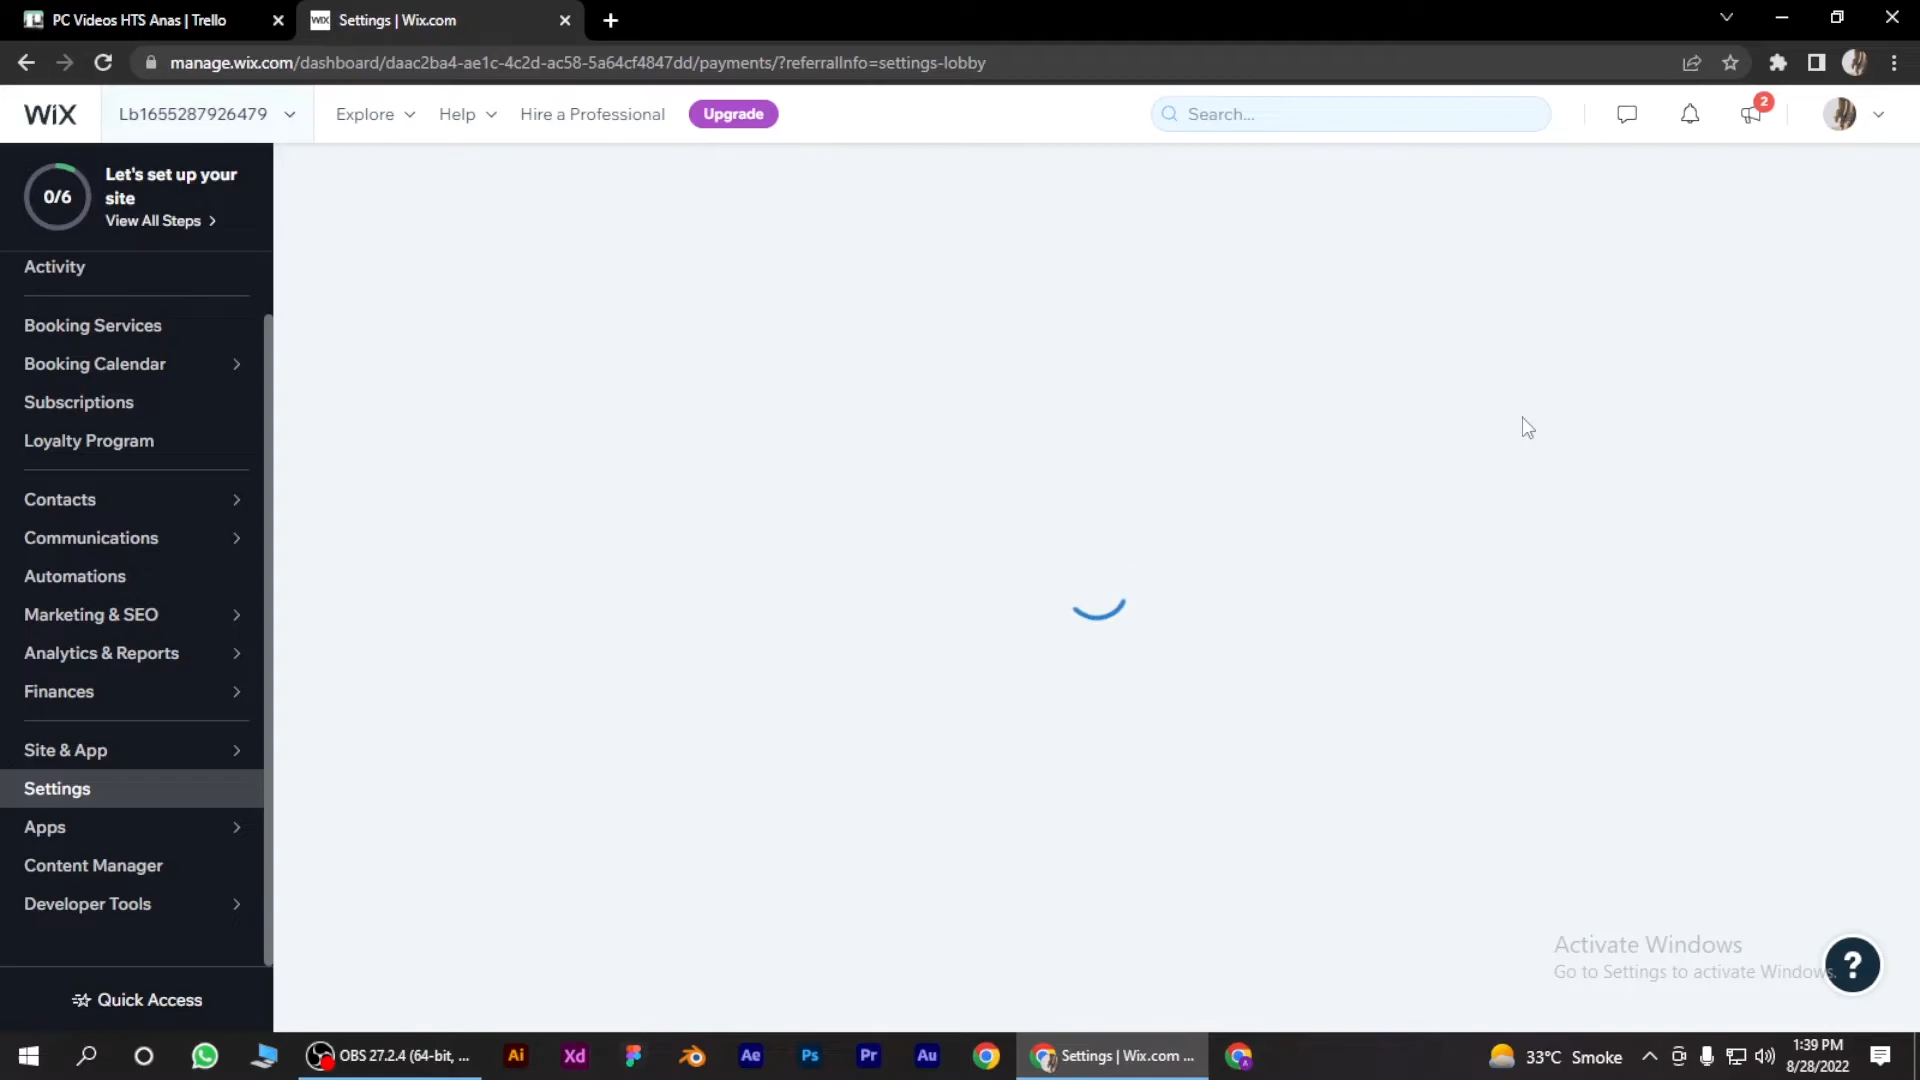 PC Videos HTS Anas | Trello
WIX Settings | Wix.com
manage.wix.com/dashboard/daac2ba4-ae1c-4c2d-ac58-5a64cf4847dd/payments/?referralInfo=settings-lobby
WiX Lb1655287926479 Explore Help Hire a Professional Upgrade Search... 2
0/6 Let's set up your site
View All Steps >
Activity
Booking Services
Booking Calendar
Subscriptions
Loyalty Program
Contacts
Communications
Automations
Marketing & SEO
Analytics & Reports
Finances
Site & App
Settings
Apps
Content Manager
Developer Tools
Quick Access
Activate Windows
Go to Settings to activate Windows.
?
OBS 27.2.4 (64-bit, ... Ai Xd Ae Ps Pr Au Settings | Wix.com ... 33°C Smoke 1:39 PM
8/28/2022